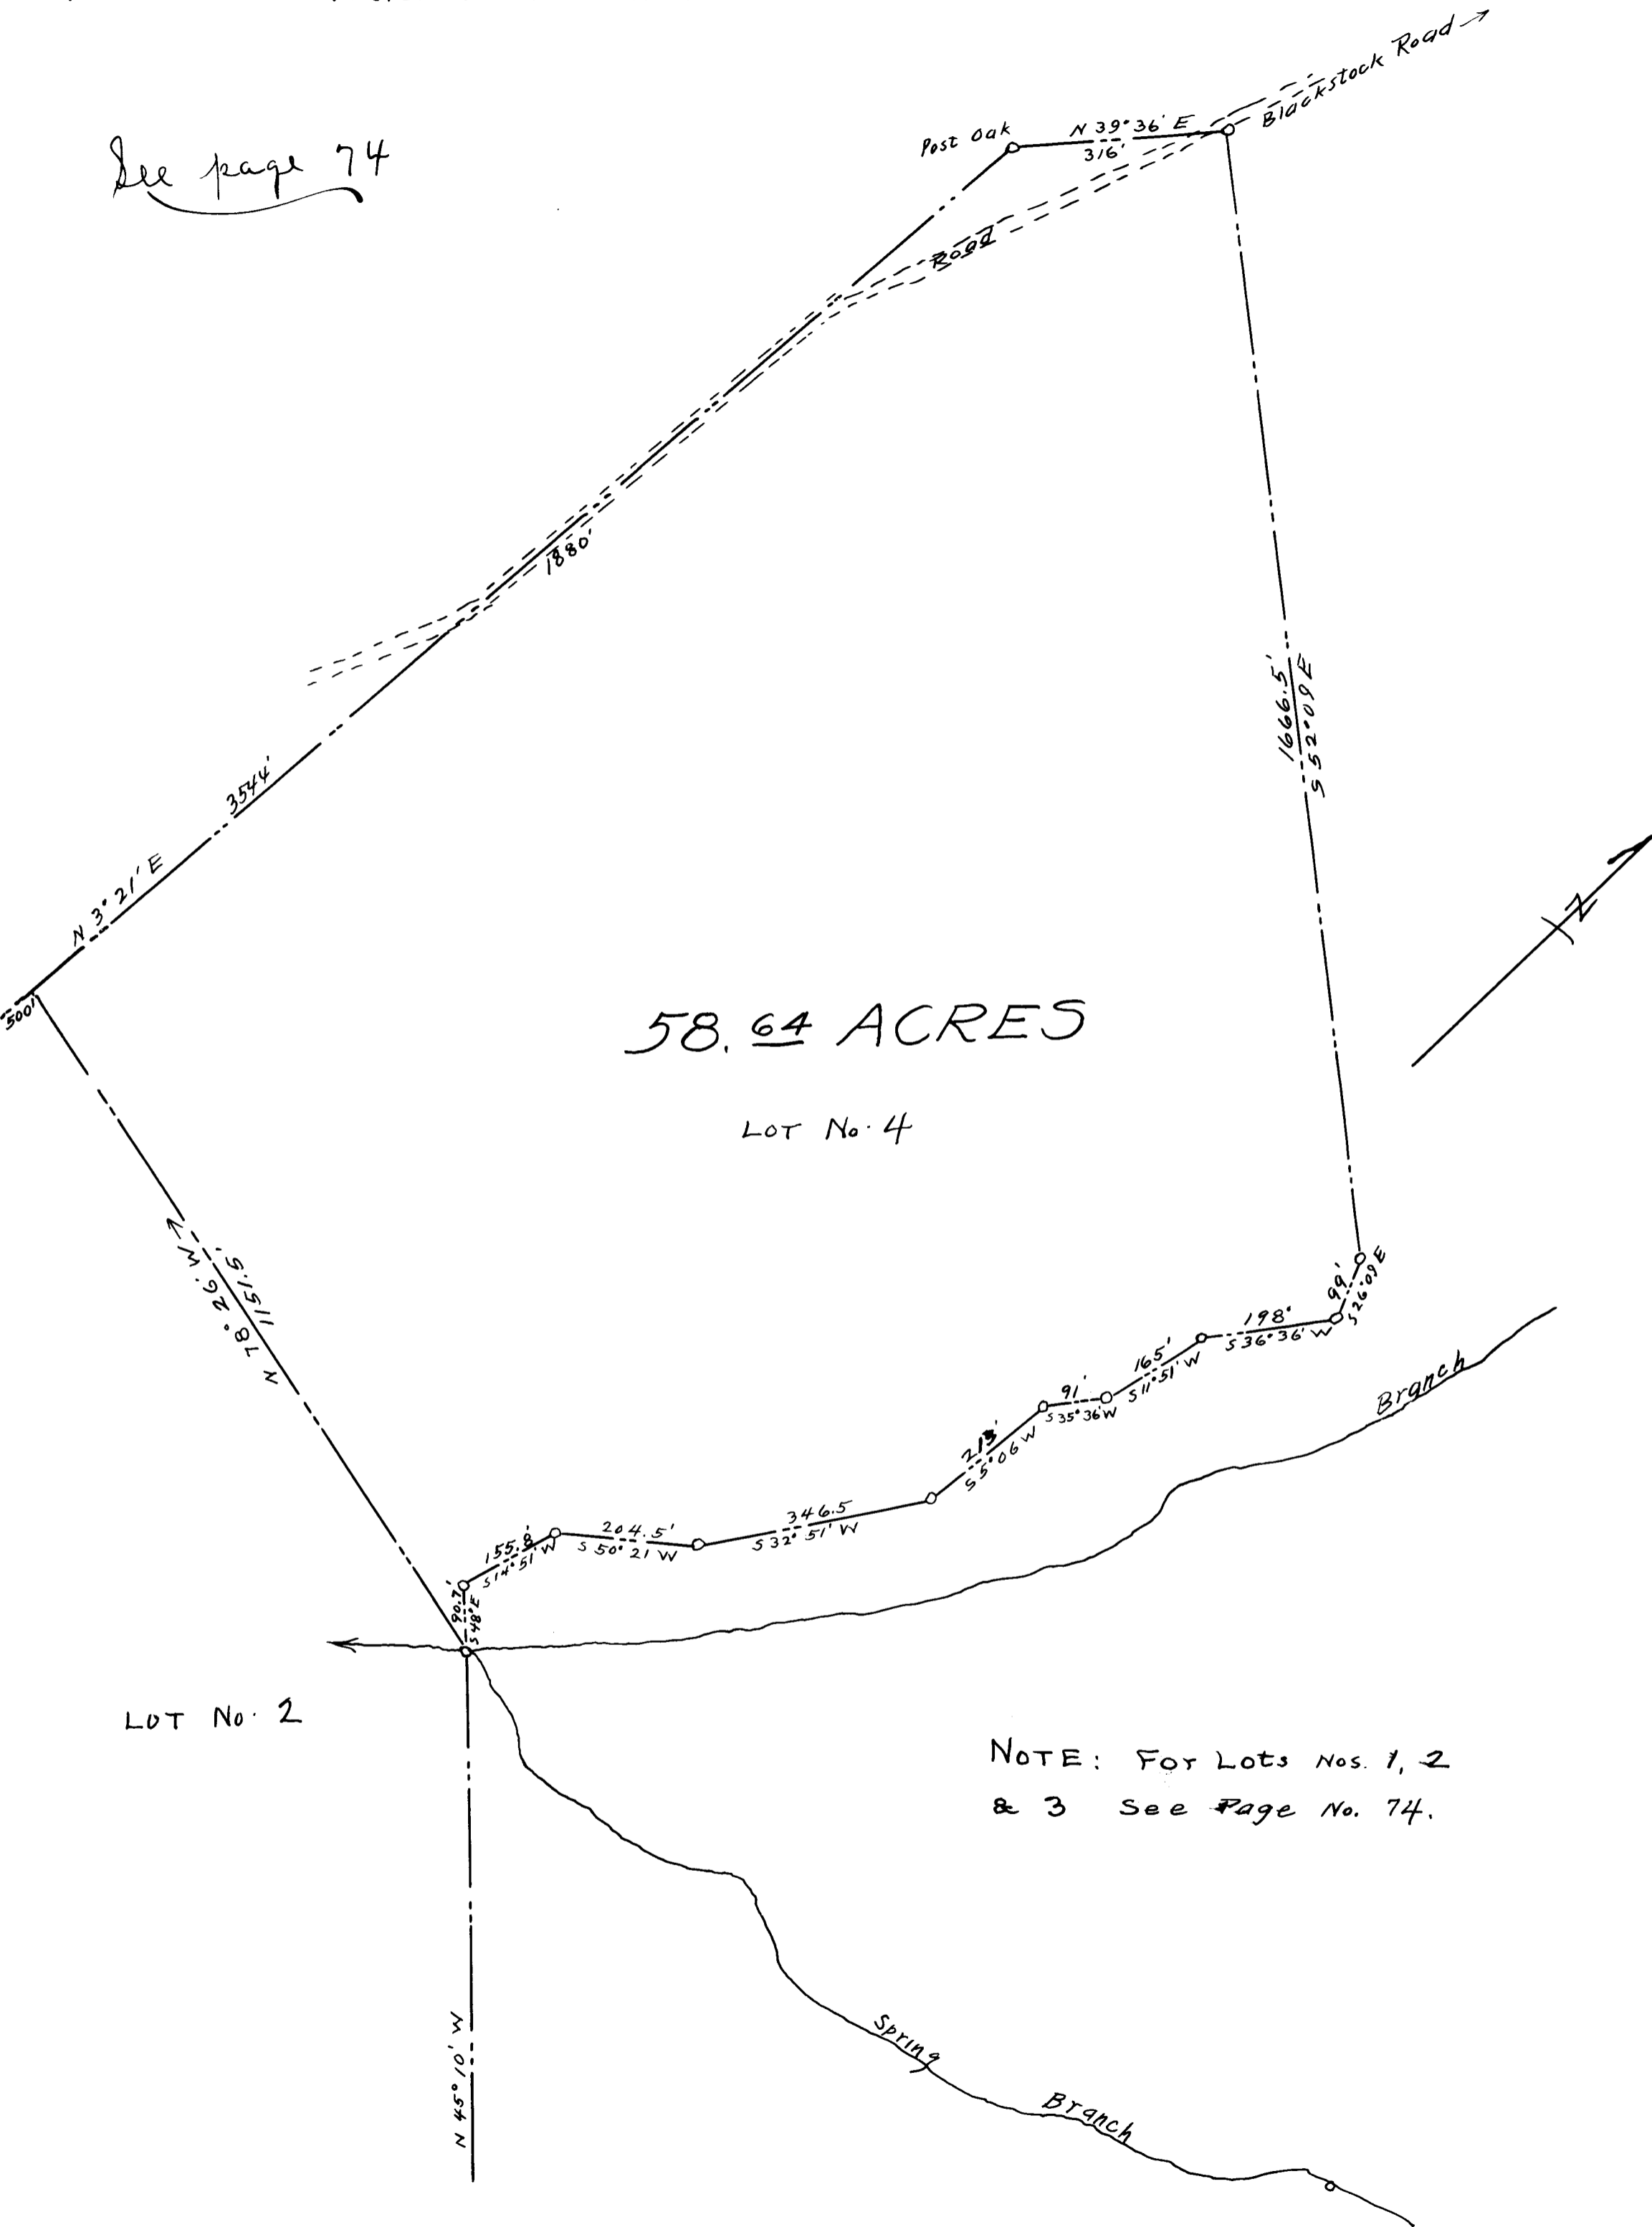 See page 74
Blackstock Road
Post Oak
N 39° 36' E
316'
Road
1880'
3544'
N 3° 21' E
500'
1666.5'
S 52° 09 E
N
58.64 ACRES
LOT No. 4
N 78° 26' W
1151.5'
99'
S 26° 09 E
198'
S 36° 36' W
165'
S 11° 51' W
91'
S 35° 36' W
S 5° 06 W
346.5
S 32° 51' W
204.5'
S 50° 21 W
155.8'
S 14° 51' W
90.7'
S 48° E
Branch
LOT No. 2
NOTE: For Lots Nos. 1, 2
& 3 See Page No. 74.
N 45° 10' W
Spring
Branch